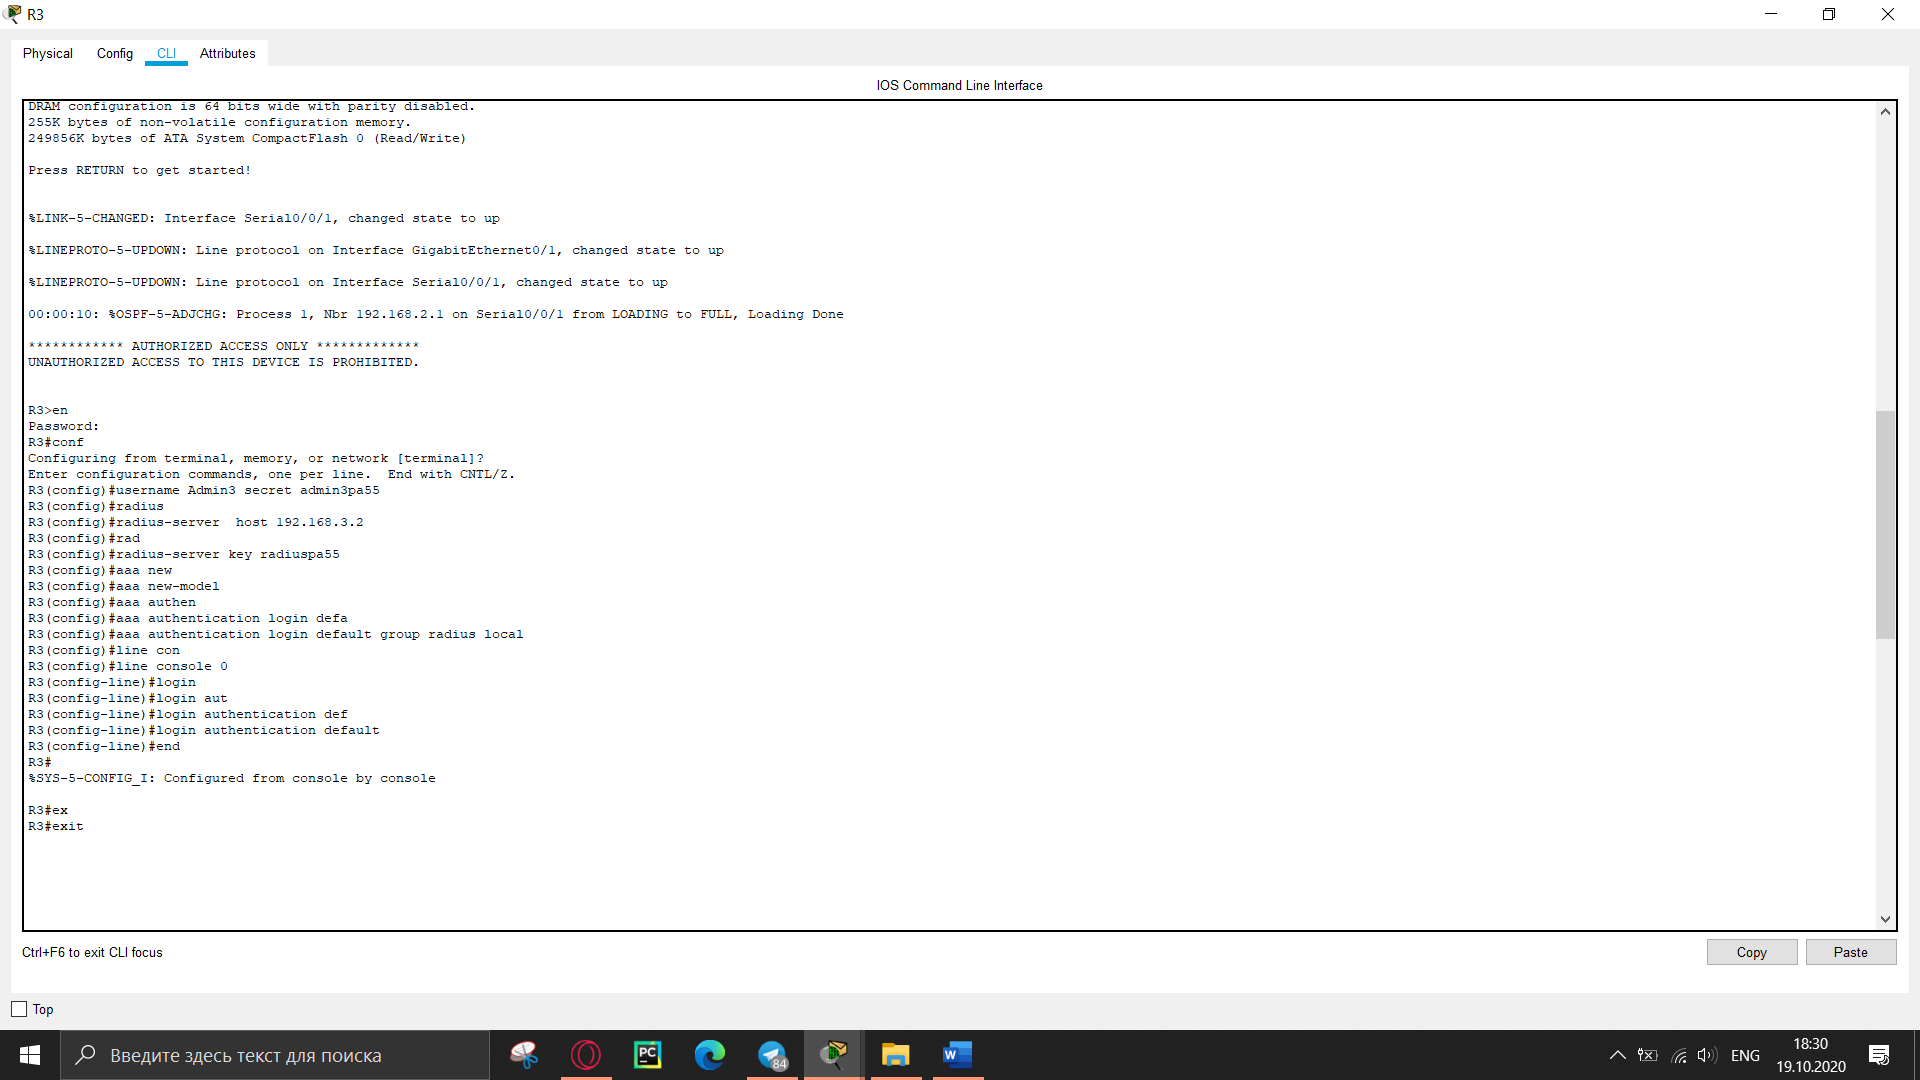 R3
Physical Config CLI Attributes
IOS Command Line Interface
DRAM configuration is 64 bits wide with parity disabled.
255K bytes of non-volatile configuration memory.
249856K bytes of ATA System CompactFlash 0 (Read/Write)
Press RETURN to get started!
%LINK-5-CHANGED: Interface Serial0/0/1, changed state to up
%LINEPROTO-5-UPDOWN: Line protocol on Interface GigabitEthernet0/1, changed state to up
%LINEPROTO-5-UPDOWN: Line protocol on Interface Serial0/0/1, changed state to up
00:00:10: %OSPF-5-ADJCHG: Process 1, Nbr 192.168.2.1 on Serial0/0/1 from LOADING to FULL, Loading Done
************ AUTHORIZED ACCESS ONLY *************
UNAUTHORIZED ACCESS TO THIS DEVICE IS PROHIBITED.
R3>en
Password:
R3#conf
Configuring from terminal, memory, or network [terminal]?
Enter configuration commands, one per line.  End with CNTL/Z.
R3(config)#username Admin3 secret admin3pa55
R3(config)#radius
R3(config)#radius-server  host 192.168.3.2
R3(config)#rad
R3(config)#radius-server key radiuspa55
R3(config)#aaa new
R3(config)#aaa new-model
R3(config)#aaa authen
R3(config)#aaa authentication login defa
R3(config)#aaa authentication login default group radius local
R3(config)#line con
R3(config)#line console 0
R3(config-line)#login
R3(config-line)#login aut
R3(config-line)#login authentication def
R3(config-line)#login authentication default
R3(config-line)#end
R3#
%SYS-5-CONFIG_I: Configured from console by console
R3#ex
R3#exit
Ctrl+F6 to exit CLI focus
Copy Paste
Top
Введите здесь текст для поиска
PC
84
W
ENG
18:30
19.10.2020